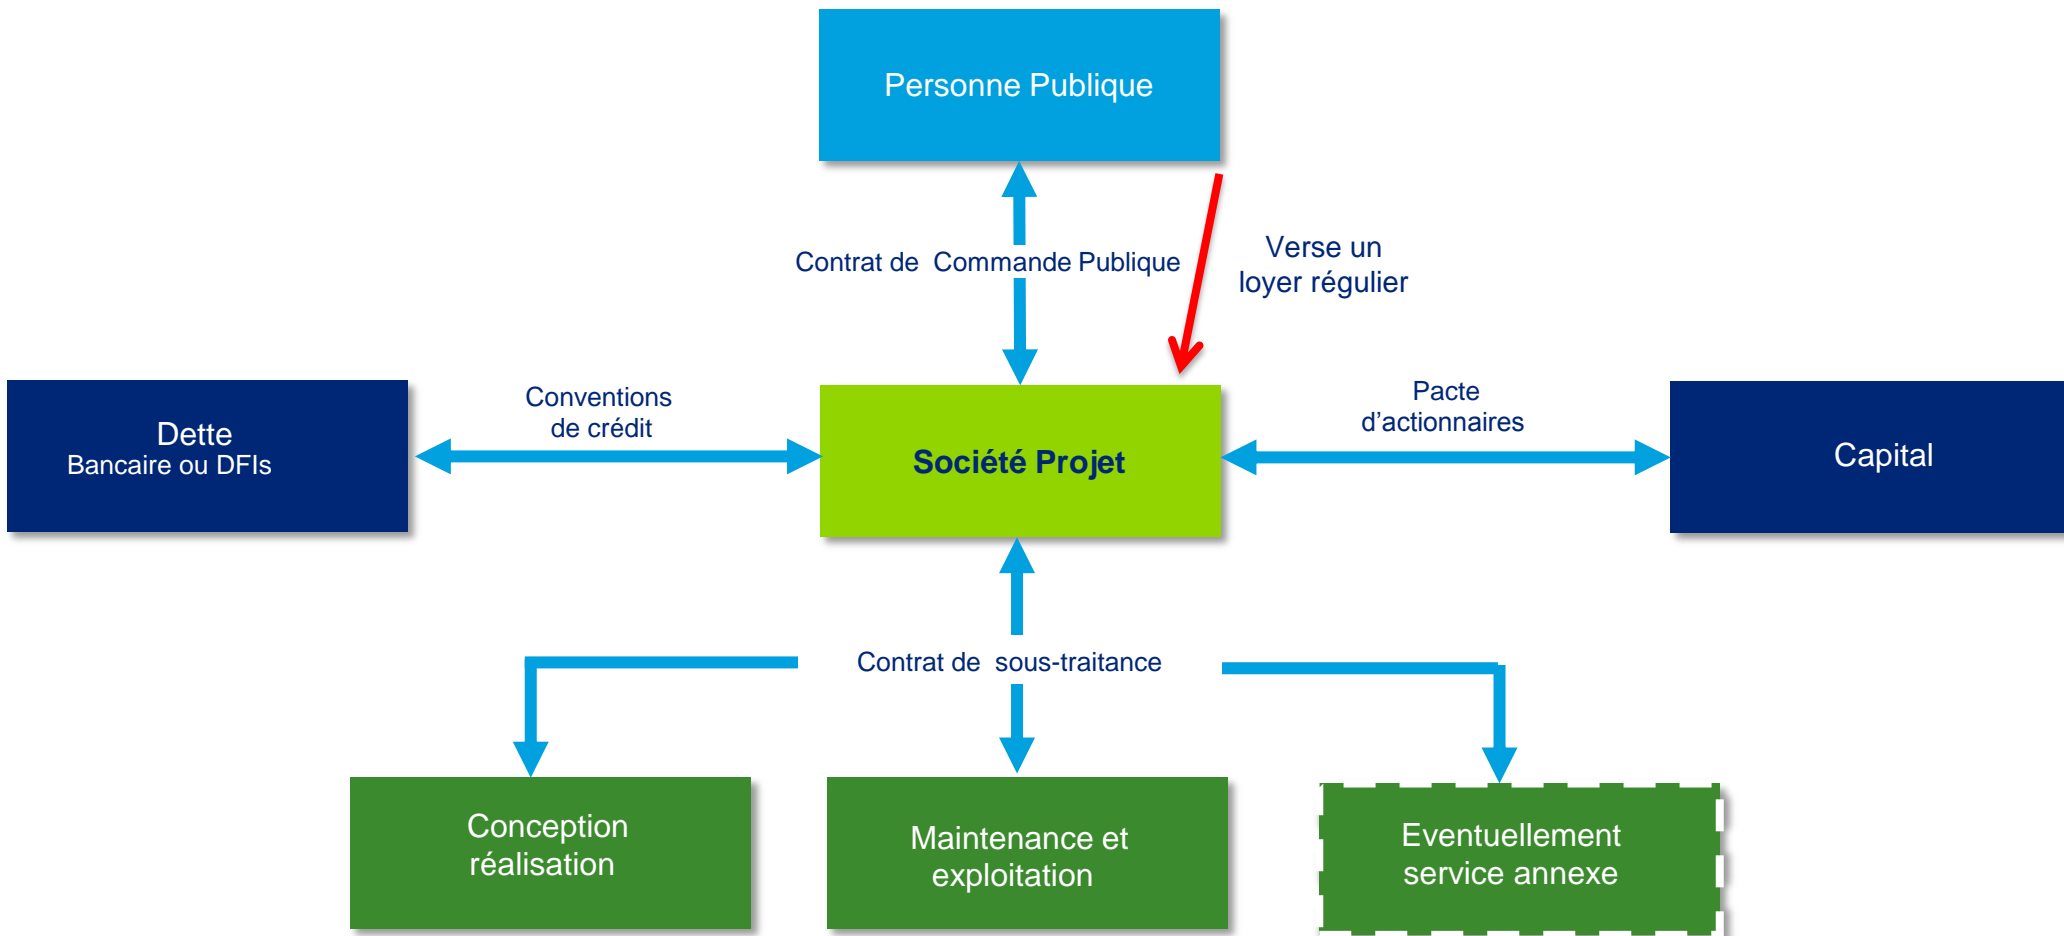 Personne Publique
Contrat de Commande Publique
Verse un
loyer régulier
Dette
Bancaire ou DFIs
Conventions
de crédit
Société Projet
Pacte
d'actionnaires
Capital
Contrat de sous-traitance
Conception
réalisation
Maintenance et
exploitation
Eventuellement
service annexe